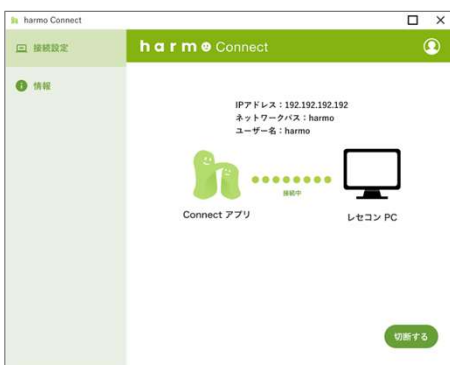 harmo Connect
接続設定
harmo Connect
情報
IPアドレス：192.192.192.192
ネットワークパス：harmo
ユーザー名：harmo
接続中
Connect アプリ
レセコン PC
切断する